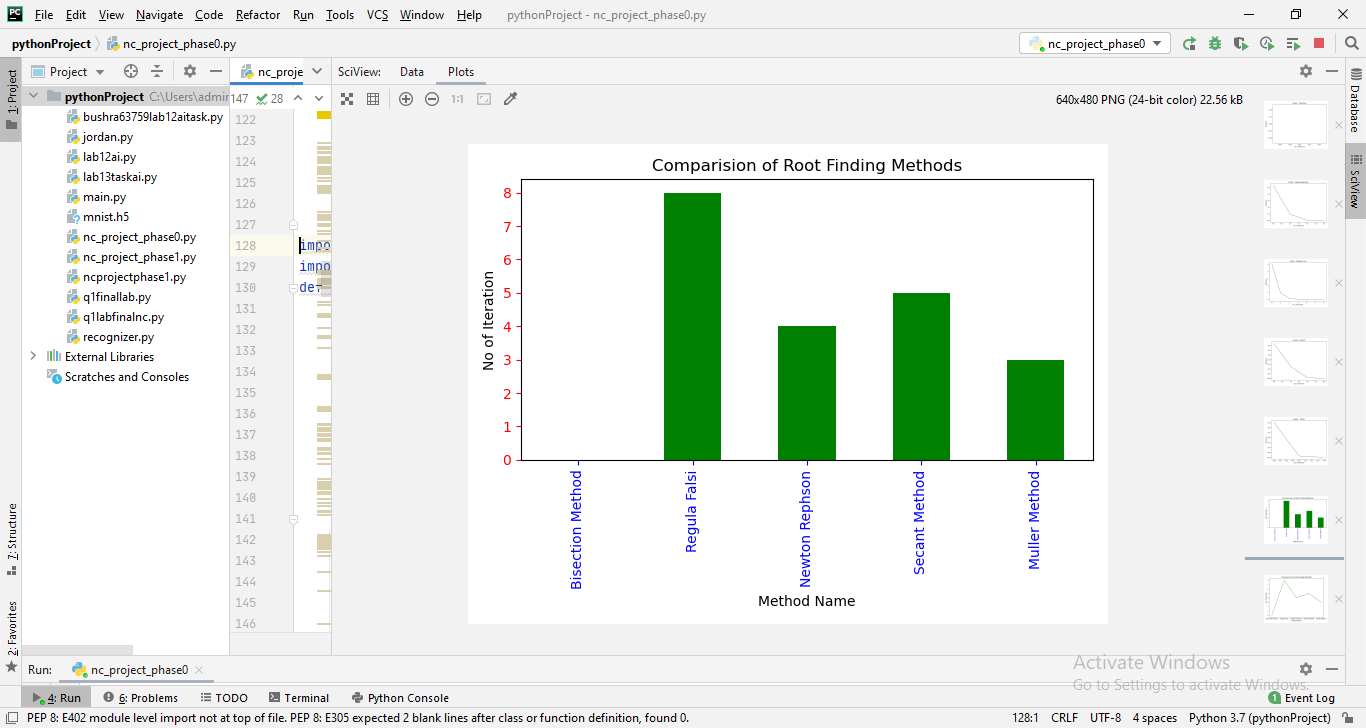 PC File Edit View Navigate Code Refactor Run Tools VCS Window Help pythonProject - nc_project_phase0.py
pythonProject nc_project_phase0.py nc_project_phase0
Project nc_proje SciView: Data Plots
1: Project
pythonProject C:\Users\admin
147 28
1:1
640x480 PNG (24-bit color) 22.56 kB
bushra63759lab12aitask.py
jordan.py
lab12ai.py
lab13taskai.py
main.py
mnist.h5
nc_project_phase0.py
nc_project_phase1.py
ncprojectphase1.py
q1finallab.py
q1labfinalnc.py
recognizer.py
External Libraries
Scratches and Consoles
122
123
124
125
126
127
128 impo
129 impo
130 def
131
132
133
134
135
136
137
138
139
140
141
142
143
144
145
146
Comparision of Root Finding Methods
No of Iteration
8
7
6
5
4
3
2
1
0
Bisection Method
Regula Falsi
Newton Rephson
Secant Method
Muller Method
Method Name
Database
SciView
7: Structure
2: Favorites
Run: nc_project_phase0
Activate Windows
Go to Settings to activate Windows.
4: Run 6: Problems TODO Terminal Python Console 1 Event Log
PEP 8: E402 module level import not at top of file. PEP 8: E305 expected 2 blank lines after class or function definition, found 0. 128:1 CRLF UTF-8 4 spaces Python 3.7 (pythonProject)